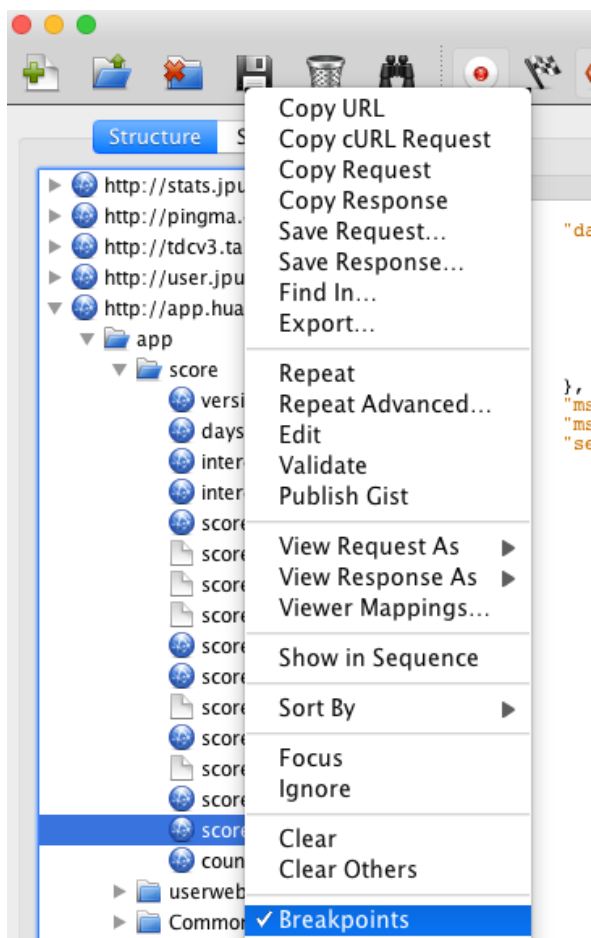 Structure
S
http://stats.jpu
http://pingma.
http://tdcv3.ta
http://user.jpu
http://app.hua
app
score
versi
days
inter
inter
score
score
score
score
score
score
score
score
score
score
score
coun
userweb
Commor
Copy URL
Copy cURL Request
Copy Request
Copy Response
Save Request...
Save Response...
Find In...
Export...
Repeat
Repeat Advanced...
Edit
Validate
Publish Gist
View Request As
View Response As
Viewer Mappings...
Show in Sequence
Sort By
Focus
Ignore
Clear
Clear Others
✓ Breakpoints
"da
},
"ms
"ms
"se